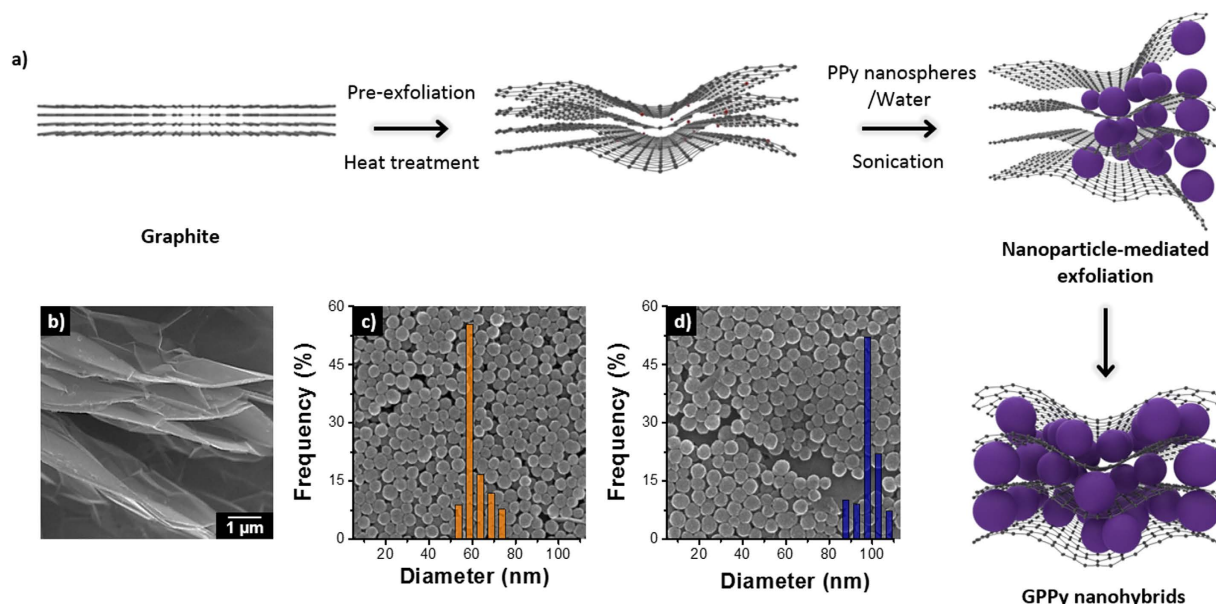 a)
Pre-exfoliation
Heat treatment
PPy nanospheres
/Water
Sonication
Graphite
Nanoparticle-mediated
exfoliation
b)
1 µm
c)
60
45
30
15
0
Frequency (%)
20 40 60 80 100
Diameter (nm)
d)
60
45
30
15
0
Frequency (%)
20 40 60 80 100
Diameter (nm)
GPPy nanohybrids